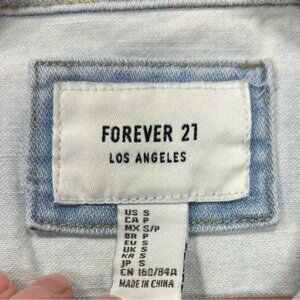 FOREVER 21
LOS ANGELES
US S
CA P
MX S/P
BR P
EU S
UK S
KR S
JP S
CN 160/84A
MADE IN CHINA